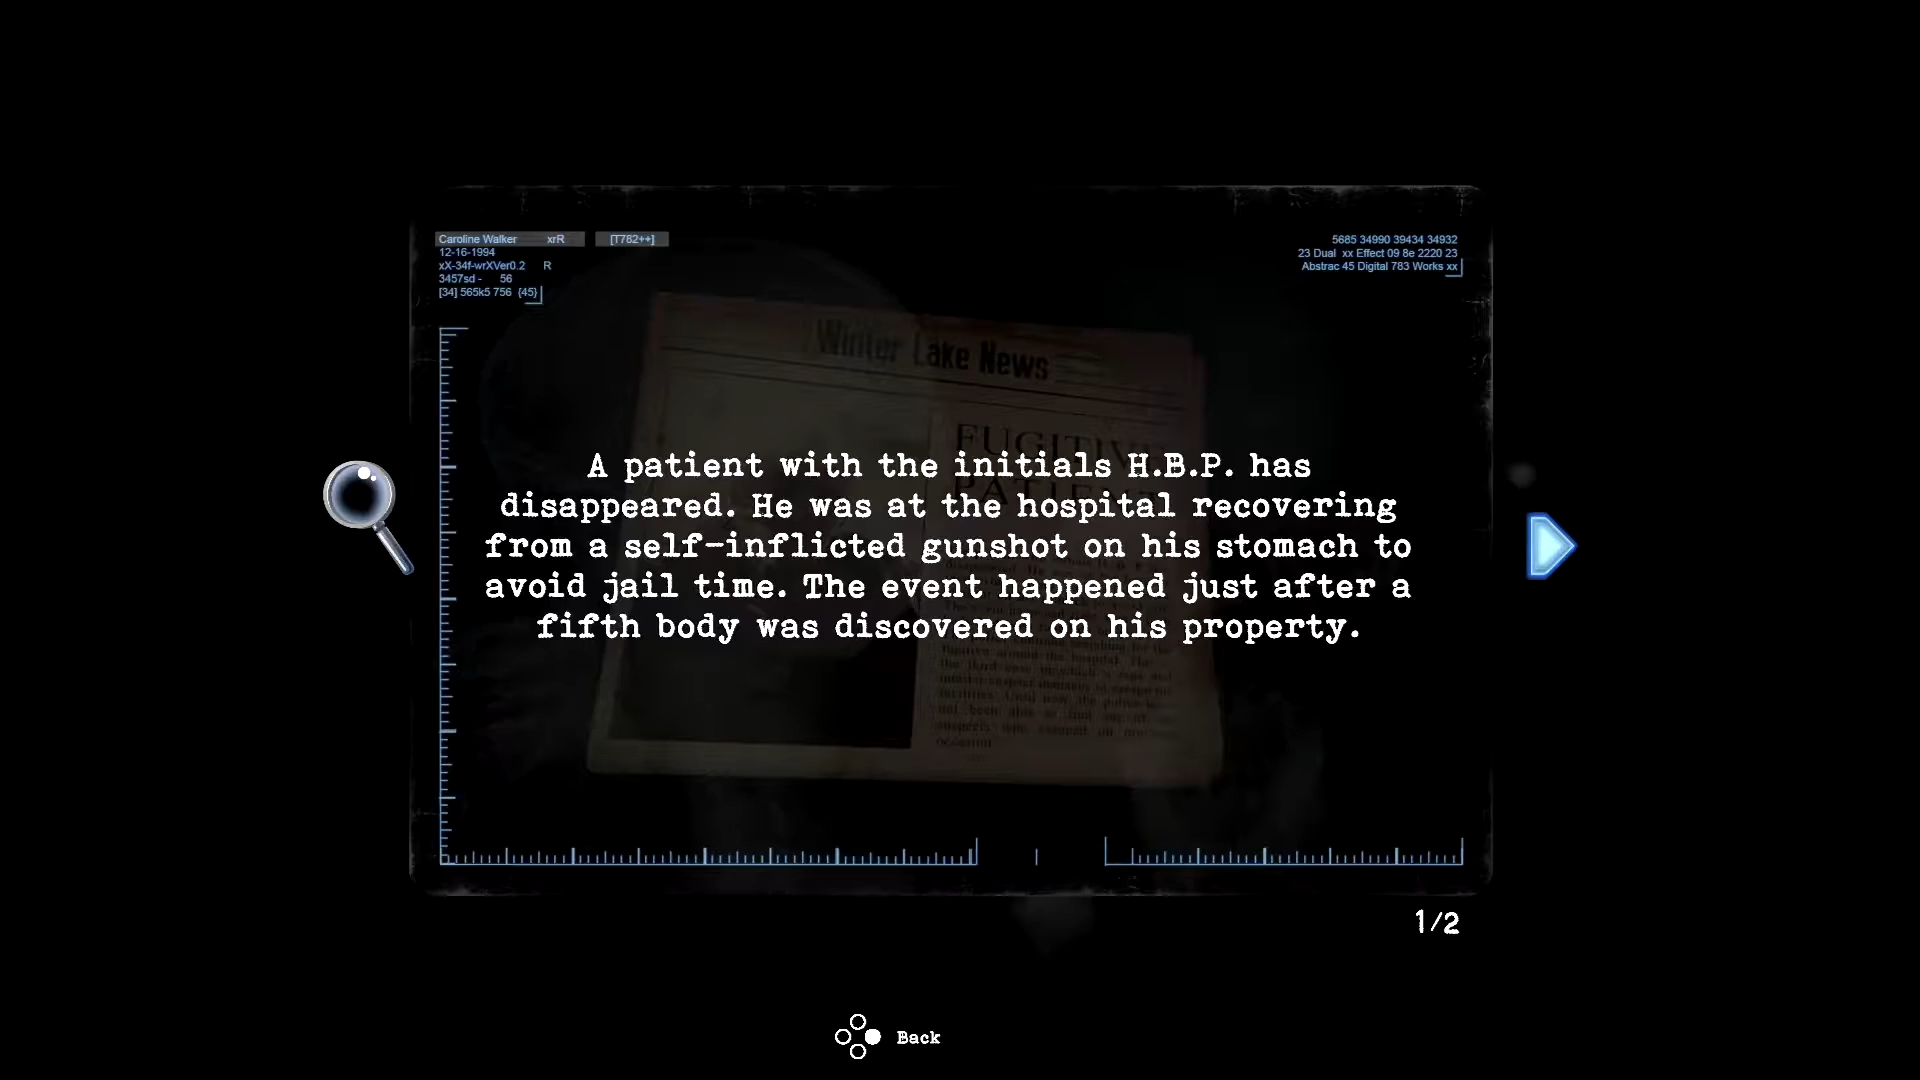 Caroline Walker xrR [T782++]
12-16-1994
xX-34f-wrXVer0.2 R
3457sd - 56
[34] 565k5 756 {45}
5685 34990 39434 34932
23 Dual xx Effect 09 8e 2220 23
Abstrac 45 Digital 783 Works xx
Winter Lake News
FUGITIVE
PATIENT
A patient with the initials H.B.P. has
disappeared. He was at the hospital recovering
from a self-inflicted gunshot on his stomach to
avoid jail time. The event happened just after a
fifth body was discovered on his property.
1/2
Back